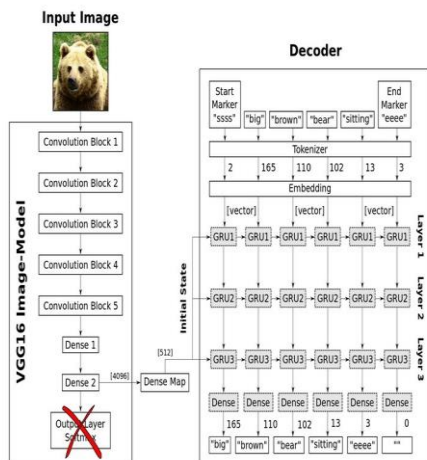 Input Image
Decoder
Start Marker "ssss"
"big"
"brown"
"bear"
"sitting"
End Marker "eeee"
Tokenizer
2 165 110 102 13 3
Embedding
[vector] [vector] [vector]
VGG16 Image-Model
Convolution Block 1
Convolution Block 2
Convolution Block 3
Convolution Block 4
Convolution Block 5
Dense 1
Dense 2
Output Layer
Softmax
[4096]
Dense Map
[512]
Initial State
GRU1 GRU1 GRU1 GRU1 GRU1 GRU1
Layer 1
GRU2 GRU2 GRU2 GRU2 GRU2 GRU2
Layer 2
GRU3 GRU3 GRU3 GRU3 GRU3 GRU3
Layer 3
Dense Dense Dense Dense Dense Dense
165 110 102 13 3 0
"big" "brown" "bear" "sitting" "eeee" ""